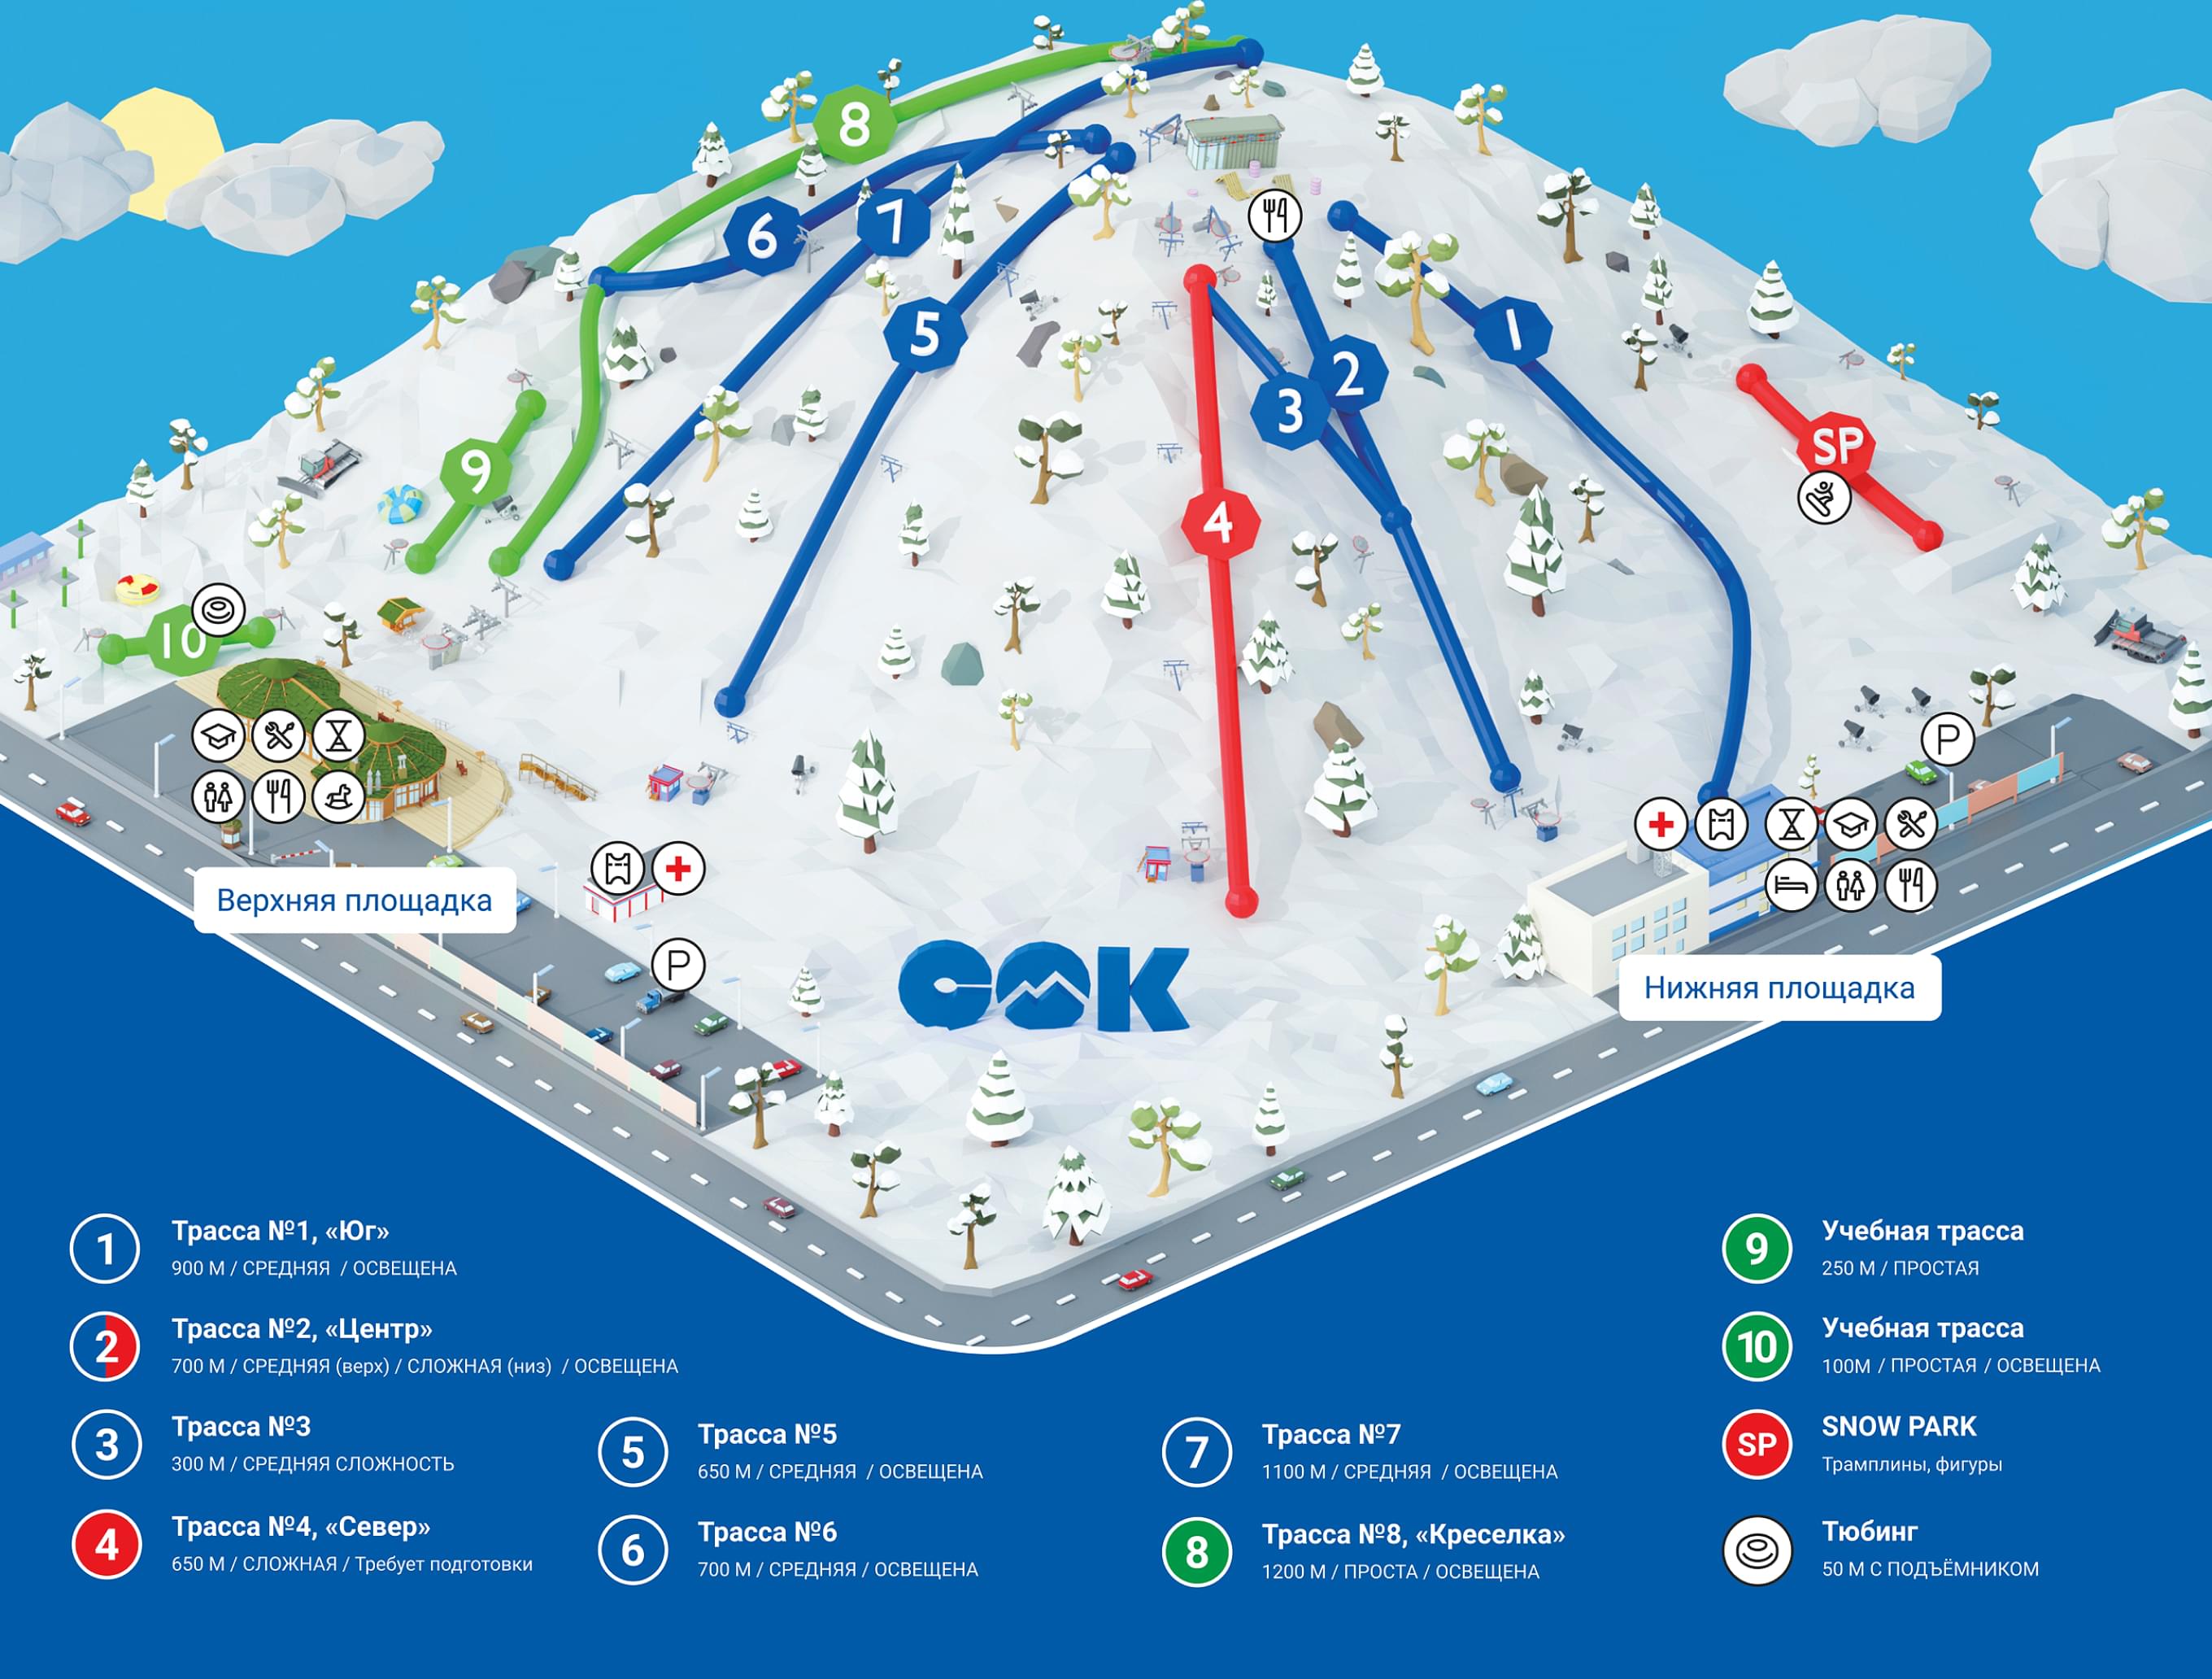 8
6
7
5
9
10
4
3
2
1
SP
P
P
Верхняя площадка
Нижняя площадка
СОК
1
Трасса №1, «Юг»
900 М / СРЕДНЯЯ / ОСВЕЩЕНА
2
Трасса №2, «Центр»
700 М / СРЕДНЯЯ (верх) / СЛОЖНАЯ (низ) / ОСВЕЩЕНА
3
Трасса №3
300 М / СРЕДНЯЯ СЛОЖНОСТЬ
4
Трасса №4, «Север»
650 М / СЛОЖНАЯ / Требует подготовки
5
Трасса №5
650 М / СРЕДНЯЯ / ОСВЕЩЕНА
6
Трасса №6
700 М / СРЕДНЯЯ / ОСВЕЩЕНА
7
Трасса №7
1100 М / СРЕДНЯЯ / ОСВЕЩЕНА
8
Трасса №8, «Креселка»
1200 М / ПРОСТА / ОСВЕЩЕНА
9
Учебная трасса
250 М / ПРОСТАЯ
10
Учебная трасса
100М / ПРОСТАЯ / ОСВЕЩЕНА
SP
SNOW PARK
Трамплины, фигуры
Тюбинг
50 М С ПОДЪЁМНИКОМ